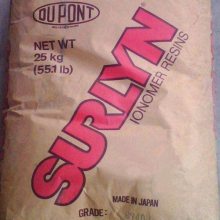 DU PONT
NET WT
25 kg
(55.1 lb)
SURLYN®
IONOMER RESINS
MADE IN JAPAN
GRADE: